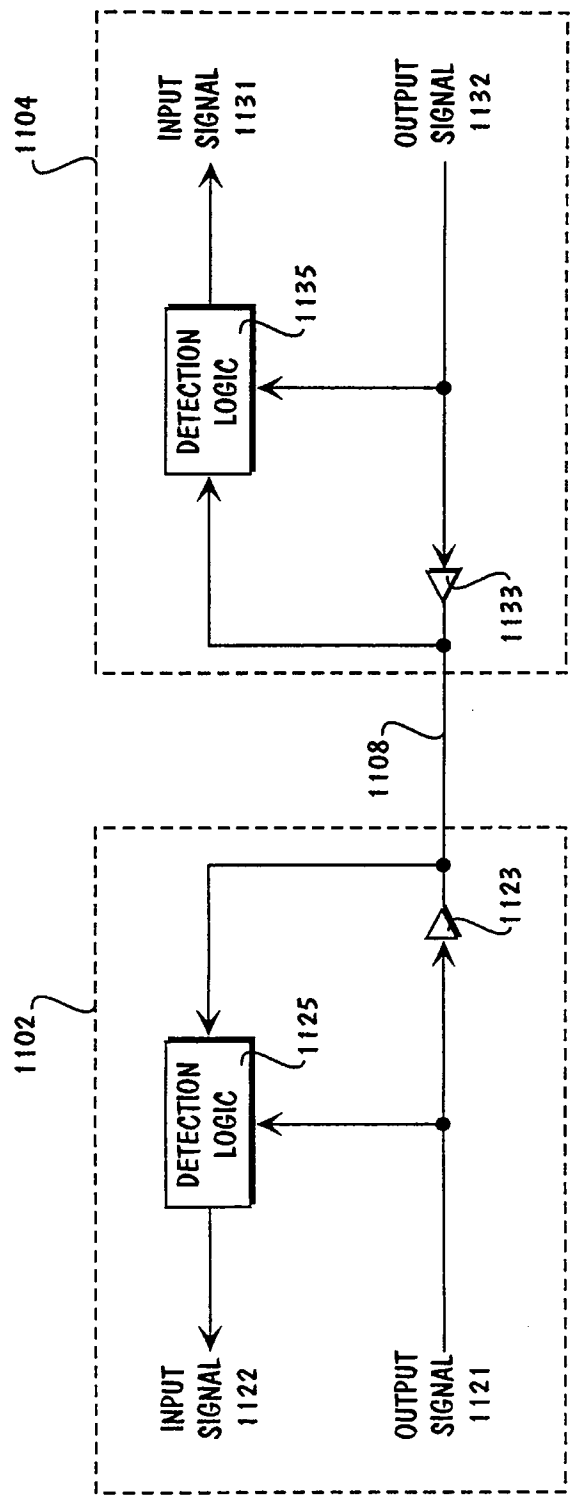 1102
INPUT
SIGNAL
1122
DETECTION
LOGIC
1125
OUTPUT
SIGNAL
1121
1123
1108
1104
DETECTION
LOGIC
1135
INPUT
SIGNAL
1131
1133
OUTPUT
SIGNAL
1132